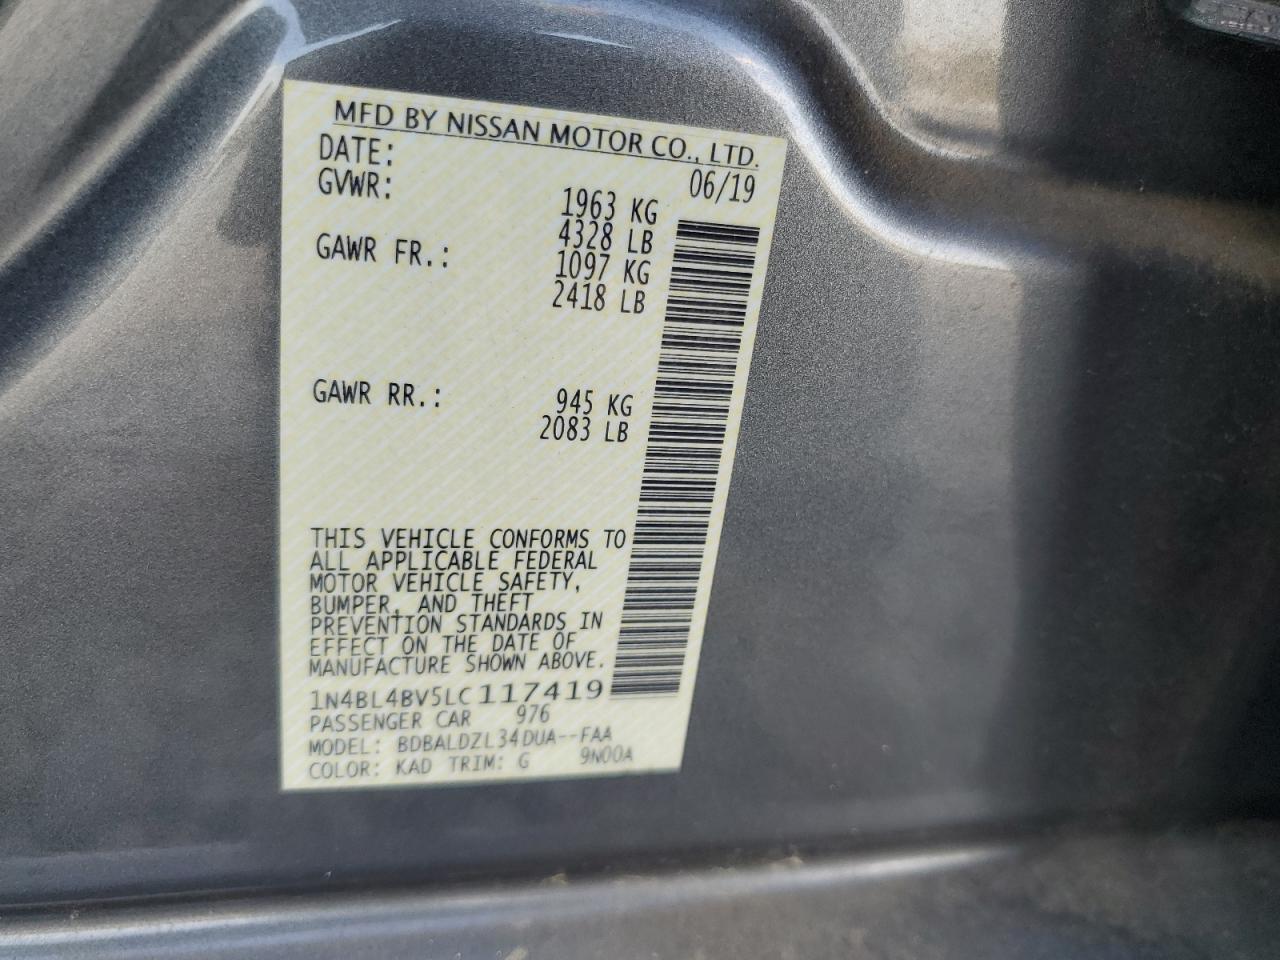 MFD BY NISSAN MOTOR CO., LTD.
DATE: 06/19
GVWR: 1963 KG
4328 LB
GAWR FR.: 1097 KG
2418 LB
GAWR RR.: 945 KG
2083 LB
THIS VEHICLE CONFORMS TO
ALL APPLICABLE FEDERAL
MOTOR VEHICLE SAFETY,
BUMPER, AND THEFT
PREVENTION STANDARDS IN
EFFECT ON THE DATE OF
MANUFACTURE SHOWN ABOVE.
1N4BL4BV5LC117419
PASSENGER CAR 976
MODEL: BDBALDZL34DUA--FAA
COLOR: KAD TRIM: G 9N00A